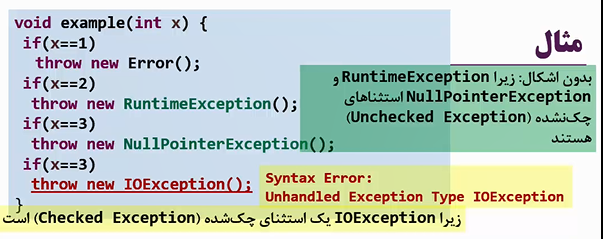 مثال
void example(int x) {
if(x==1)
throw new Error();
if(x==2)
throw new RuntimeException();
if(x==3)
throw new NullPointerException();
if(x==3)
throw new IOException();
}
بدون اشکال: زیرا RuntimeException و
NullPointerException استثناهای
چک‌نشده (Unchecked Exception)
هستند
Syntax Error:
Unhandled Exception Type IOException
زیرا IOException یک استثنای چک‌شده (Checked Exception) است